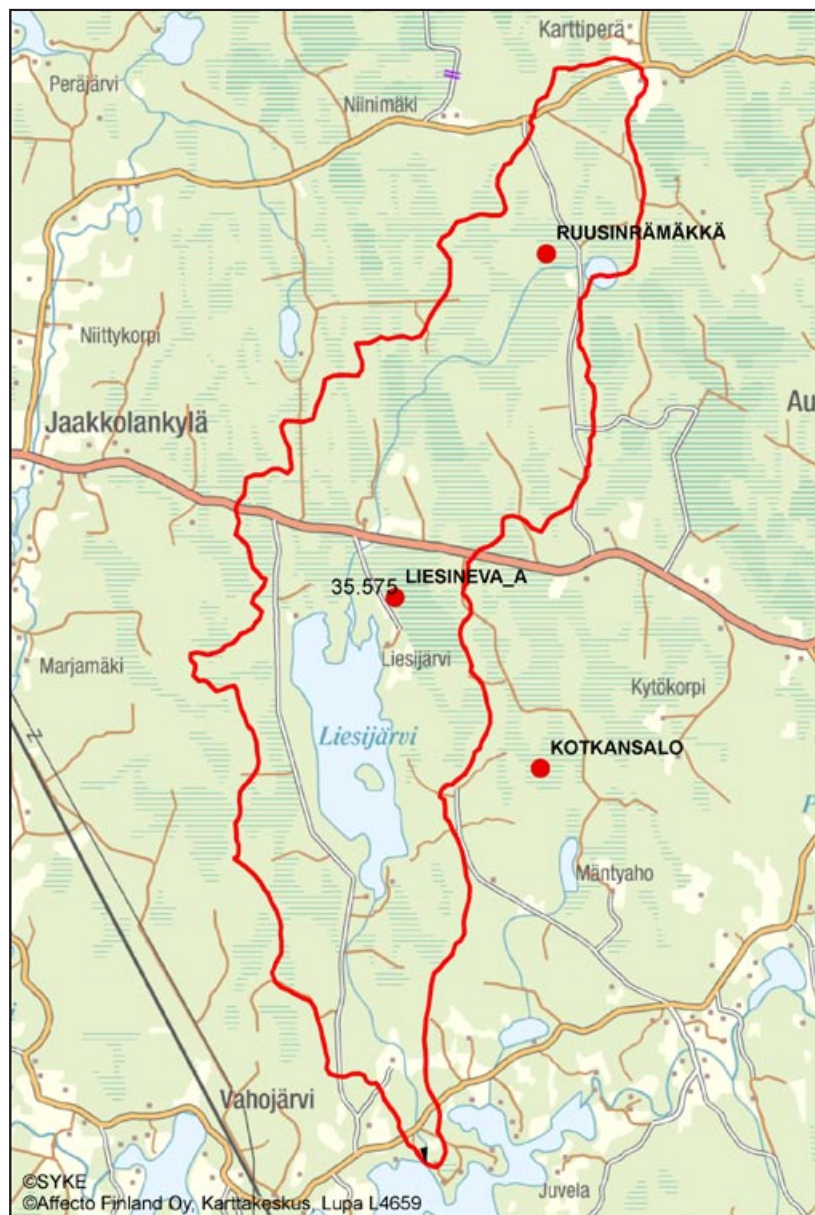 Karttiperä
Peräjärvi
Niinimäki
RUUSINRÄMÄKKÄ
Niittykorpi
Jaakkolankylä
Au
LIESINEVA_A
35.575
Liesijärvi
Marjamäki
Kytökorpi
Liesijärvi
KOTKANSALO
P
Mäntyaho
Vahojärvi
Juvela
©SYKE
©Affecto Finland Oy, Karttakeskus, Lupa L4659